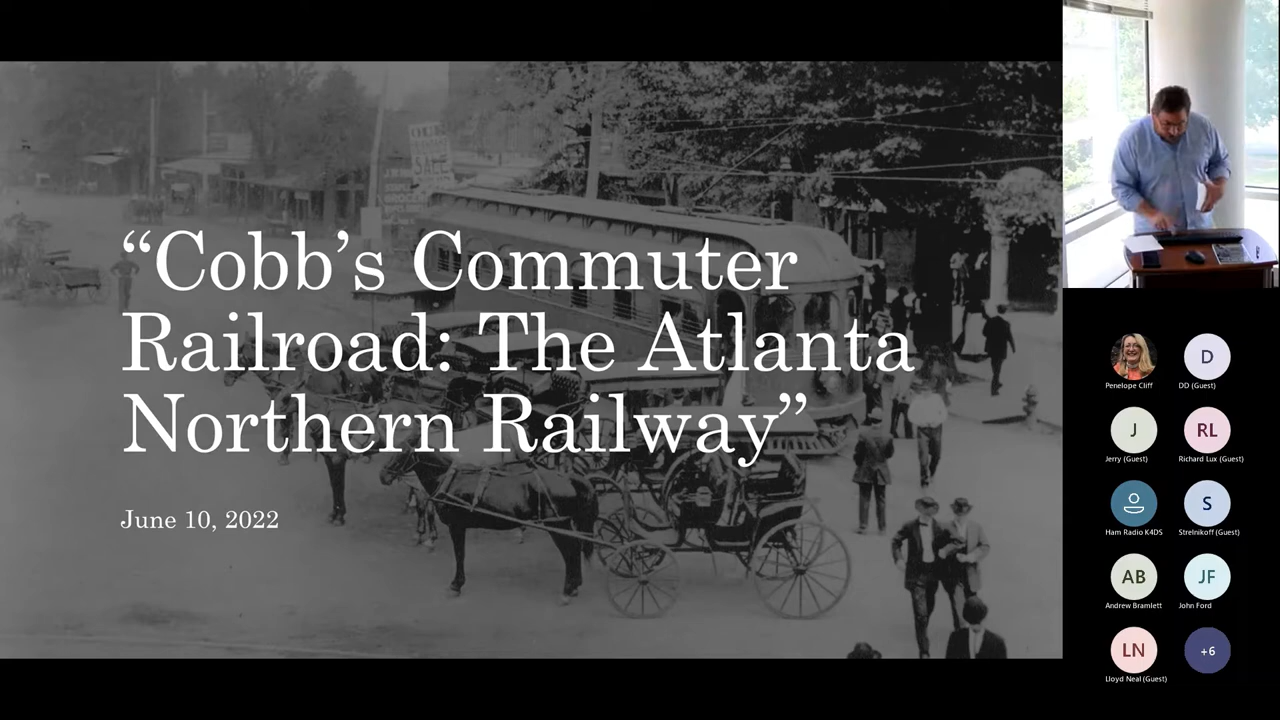 “Cobb’s Commuter
Railroad: The Atlanta
Northern Railway”
June 10, 2022
SALE
Penelope Cliff
D
DD (Guest)
J
Jerry (Guest)
RL
Richard Lux (Guest)
Ham Radio K4DS
S
Strelnikoff (Guest)
AB
Andrew Bramlett
JF
John Ford
LN
Lloyd Neal (Guest)
+6